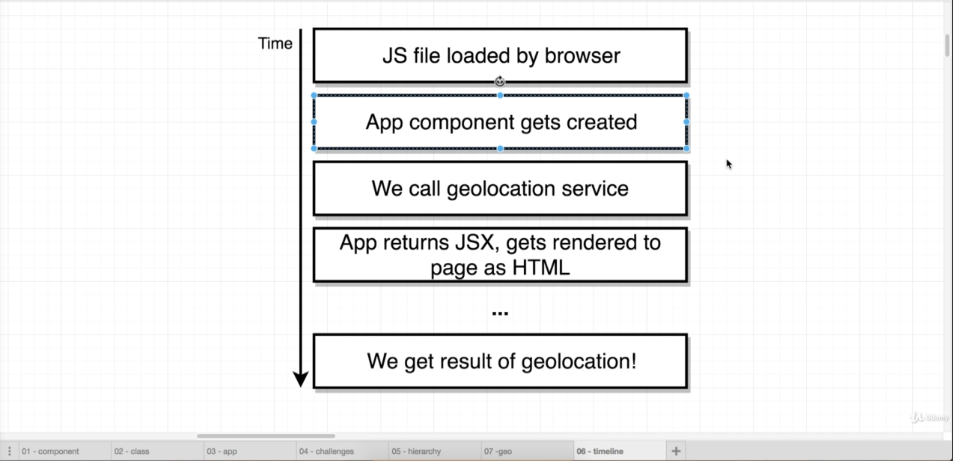 Time
JS file loaded by browser
App component gets created
We call geolocation service
App returns JSX, gets rendered to
page as HTML
...
We get result of geolocation!
Udemy
01 - component
02 - class
03 - app
04 - challenges
05 - hierarchy
07 -geo
06 - timeline